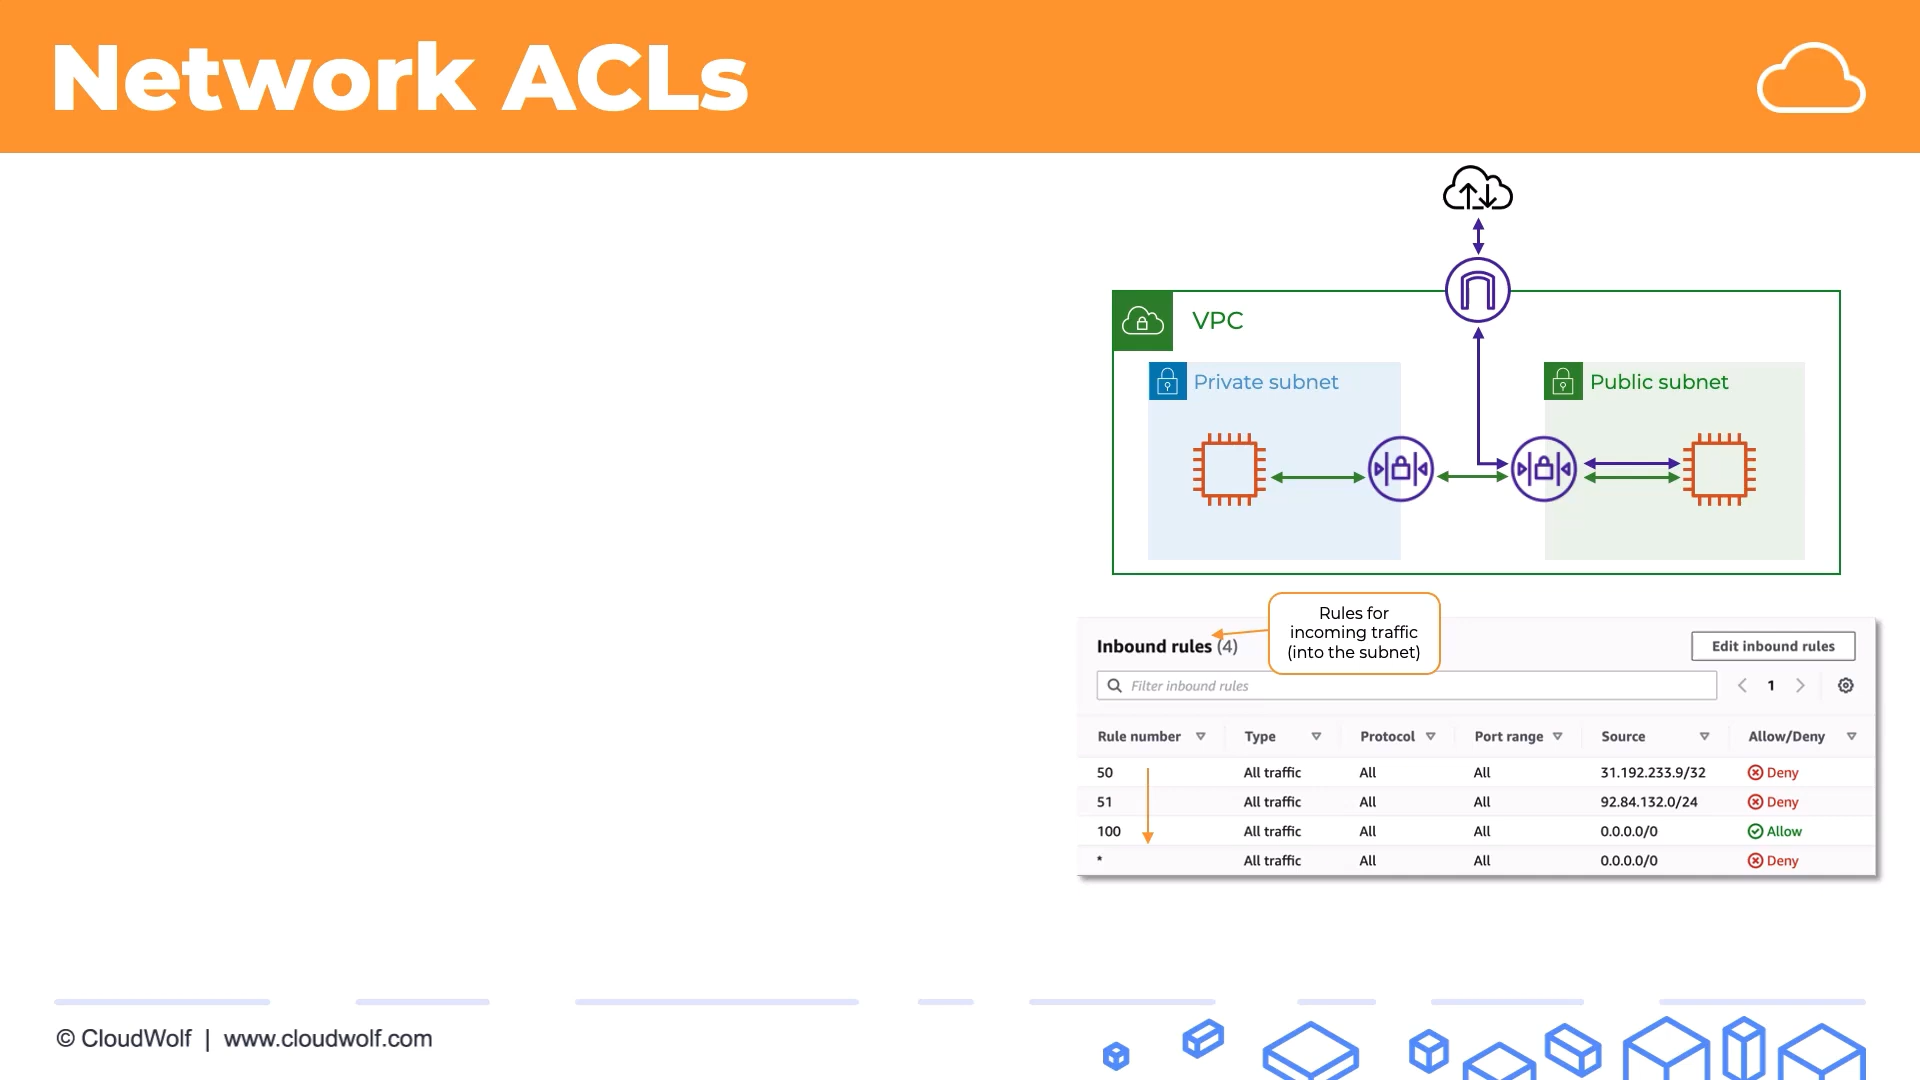 Network ACLs
VPC
Private subnet
Public subnet
Rules for
incoming traffic
(into the subnet)
Inbound rules (4)
Edit inbound rules
Filter inbound rules
1
Rule number Type Protocol Port range Source Allow/Deny
50 All traffic All All 31.192.233.9/32 Deny
51 All traffic All All 92.84.132.0/24 Deny
100 All traffic All All 0.0.0.0/0 Allow
* All traffic All All 0.0.0.0/0 Deny
© CloudWolf | www.cloudwolf.com